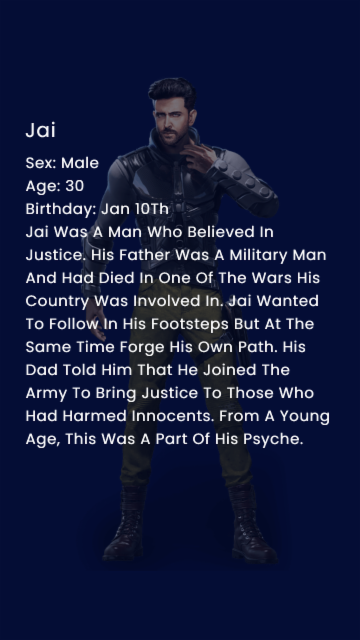 Jai
Sex: Male
Age: 30
Birthday: Jan 10Th
Jai Was A Man Who Believed In
Justice. His Father Was A Military Man
And Had Died In One Of The Wars His
Country Was Involved In. Jai Wanted
To Follow In His Footsteps But At The
Same Time Forge His Own Path. His
Dad Told Him That He Joined The
Army To Bring Justice To Those Who
Had Harmed Innocents. From A Young
Age, This Was A Part Of His Psyche.